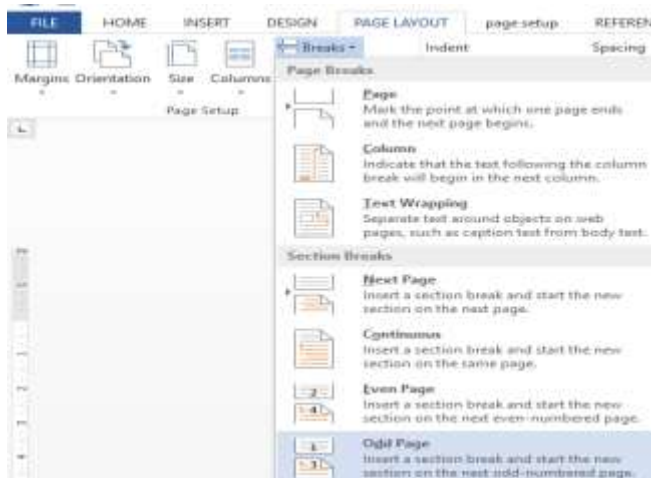 FILE HOME INSERT DESIGN PAGE LAYOUT page setup REFEREN
Breaks Indent Spacing
Margins Orientation Size Columns
Page Setup
Page Breaks
Page
Mark the point at which one page ends
and the next page begins.
Column
Indicate that the text following the column
break will begin in the next column.
Text Wrapping
Separate text around objects on web
pages, such as caption text from body text.
Section Breaks
Next Page
Insert a section break and start the new
section on the next page.
Continuous
Insert a section break and start the new
section on the same page.
2
4
Even Page
Insert a section break and start the new
section on the next even-numbered page.
1
3
Odd Page
Insert a section break and start the new
section on the next odd-numbered page.